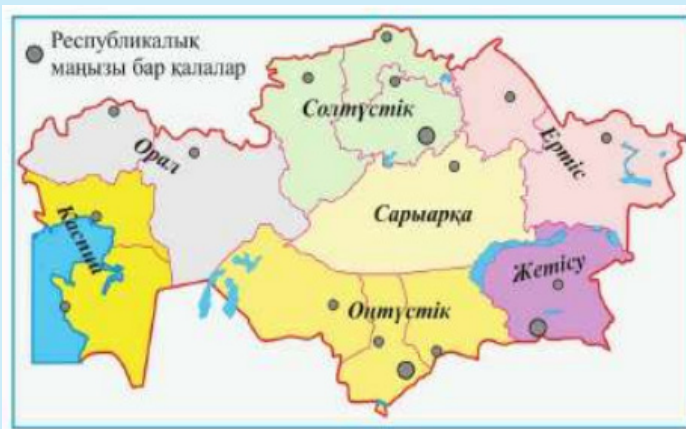 Республикалық
маңызы бар қалалар
Солтүстік
Ертіс
Орал
Каспий
Сарыарқа
Жетісу
Оңтүстік